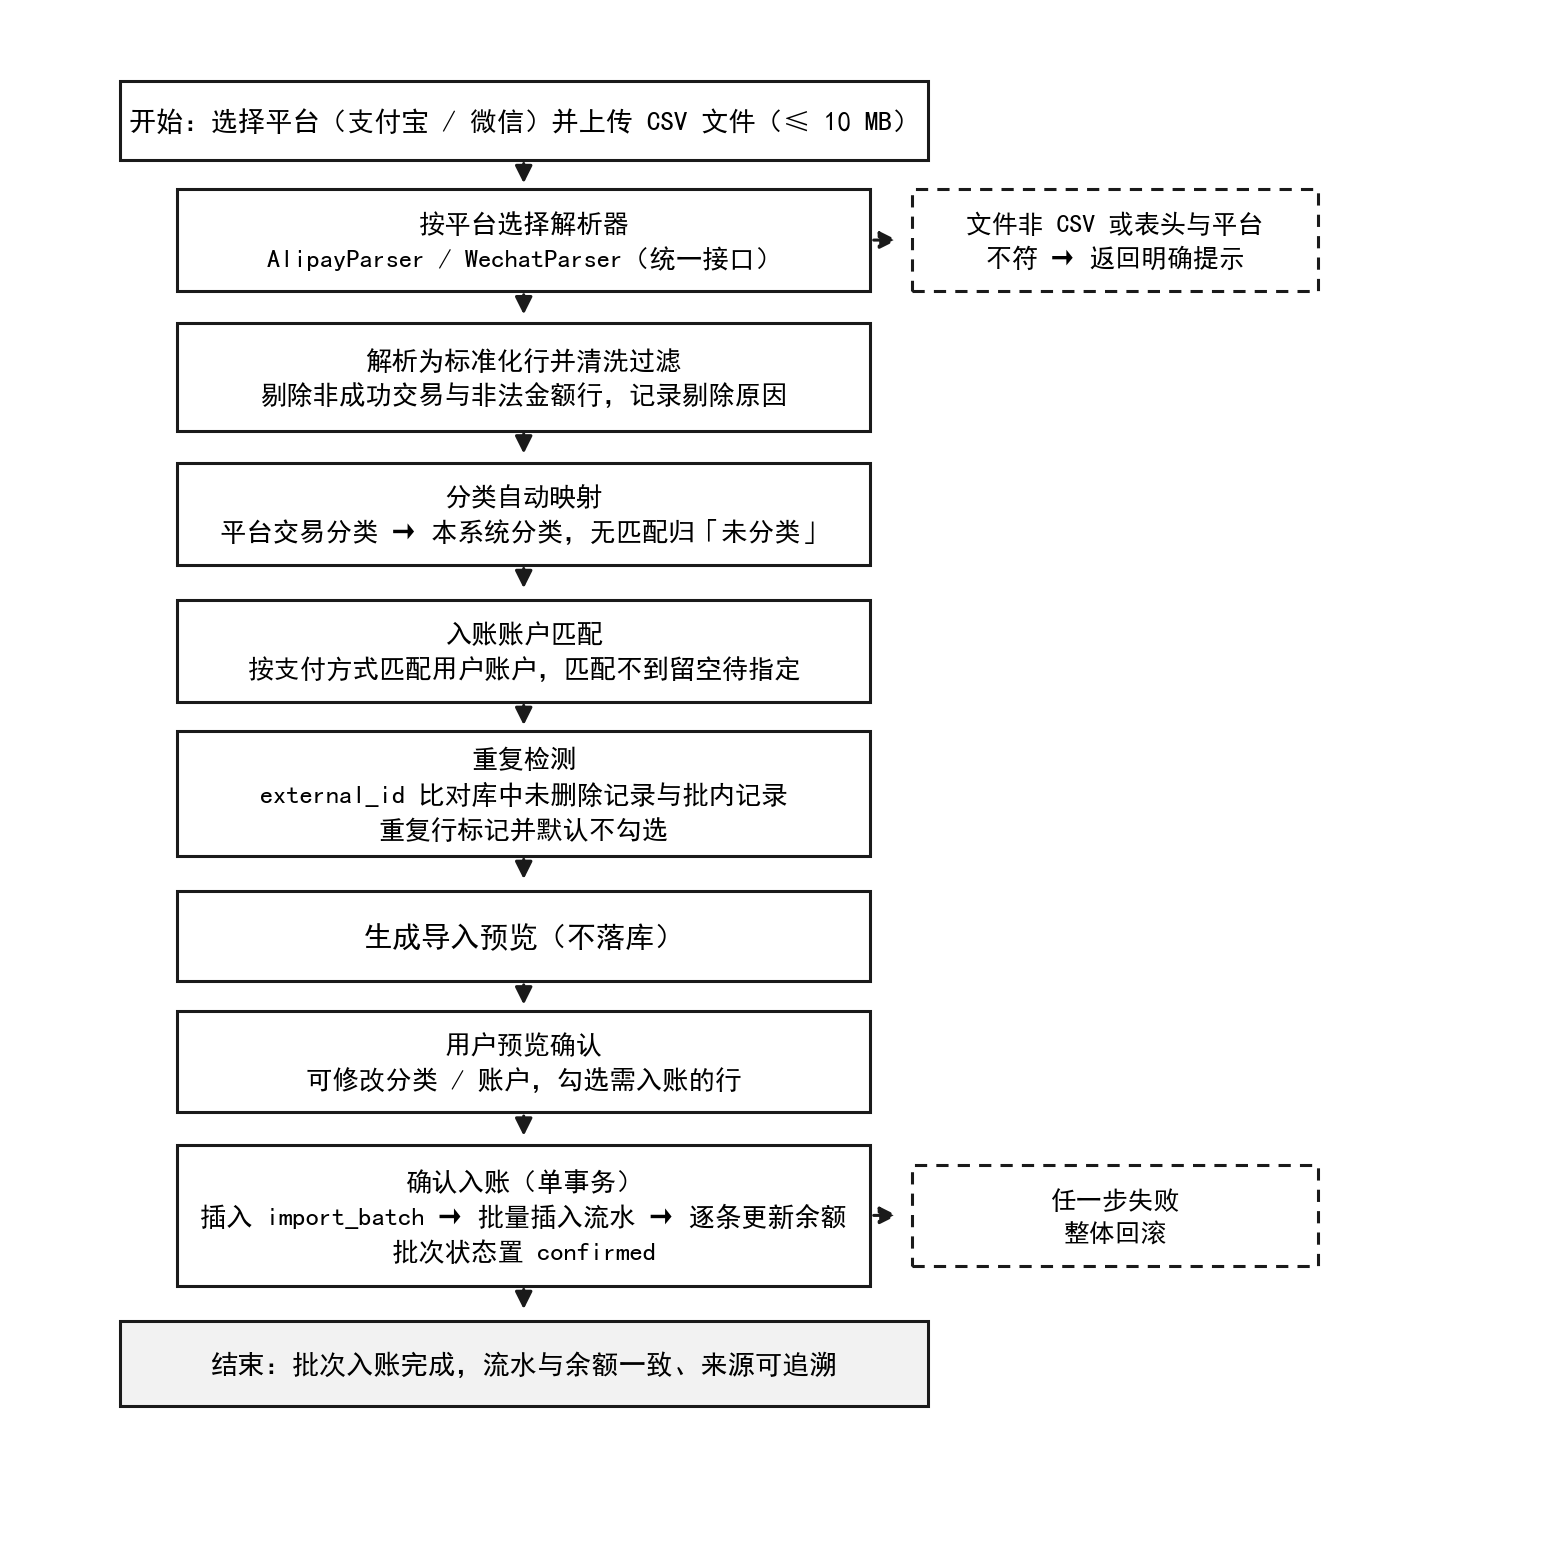 开始：选择平台（支付宝 / 微信）并上传 CSV 文件（≤ 10 MB）
按平台选择解析器
AlipayParser / WechatParser（统一接口）
文件非 CSV 或表头与平台
不符 → 返回明确提示
解析为标准化行并清洗过滤
剔除非成功交易与非法金额行，记录剔除原因
分类自动映射
平台交易分类 → 本系统分类，无匹配归「未分类」
入账账户匹配
按支付方式匹配用户账户，匹配不到留空待指定
重复检测
external_id 比对库中未删除记录与批内记录
重复行标记并默认不勾选
生成导入预览（不落库）
用户预览确认
可修改分类 / 账户，勾选需入账的行
确认入账（单事务）
插入 import_batch → 批量插入流水 → 逐条更新余额
批次状态置 confirmed
任一步失败
整体回滚
结束：批次入账完成，流水与余额一致、来源可追溯